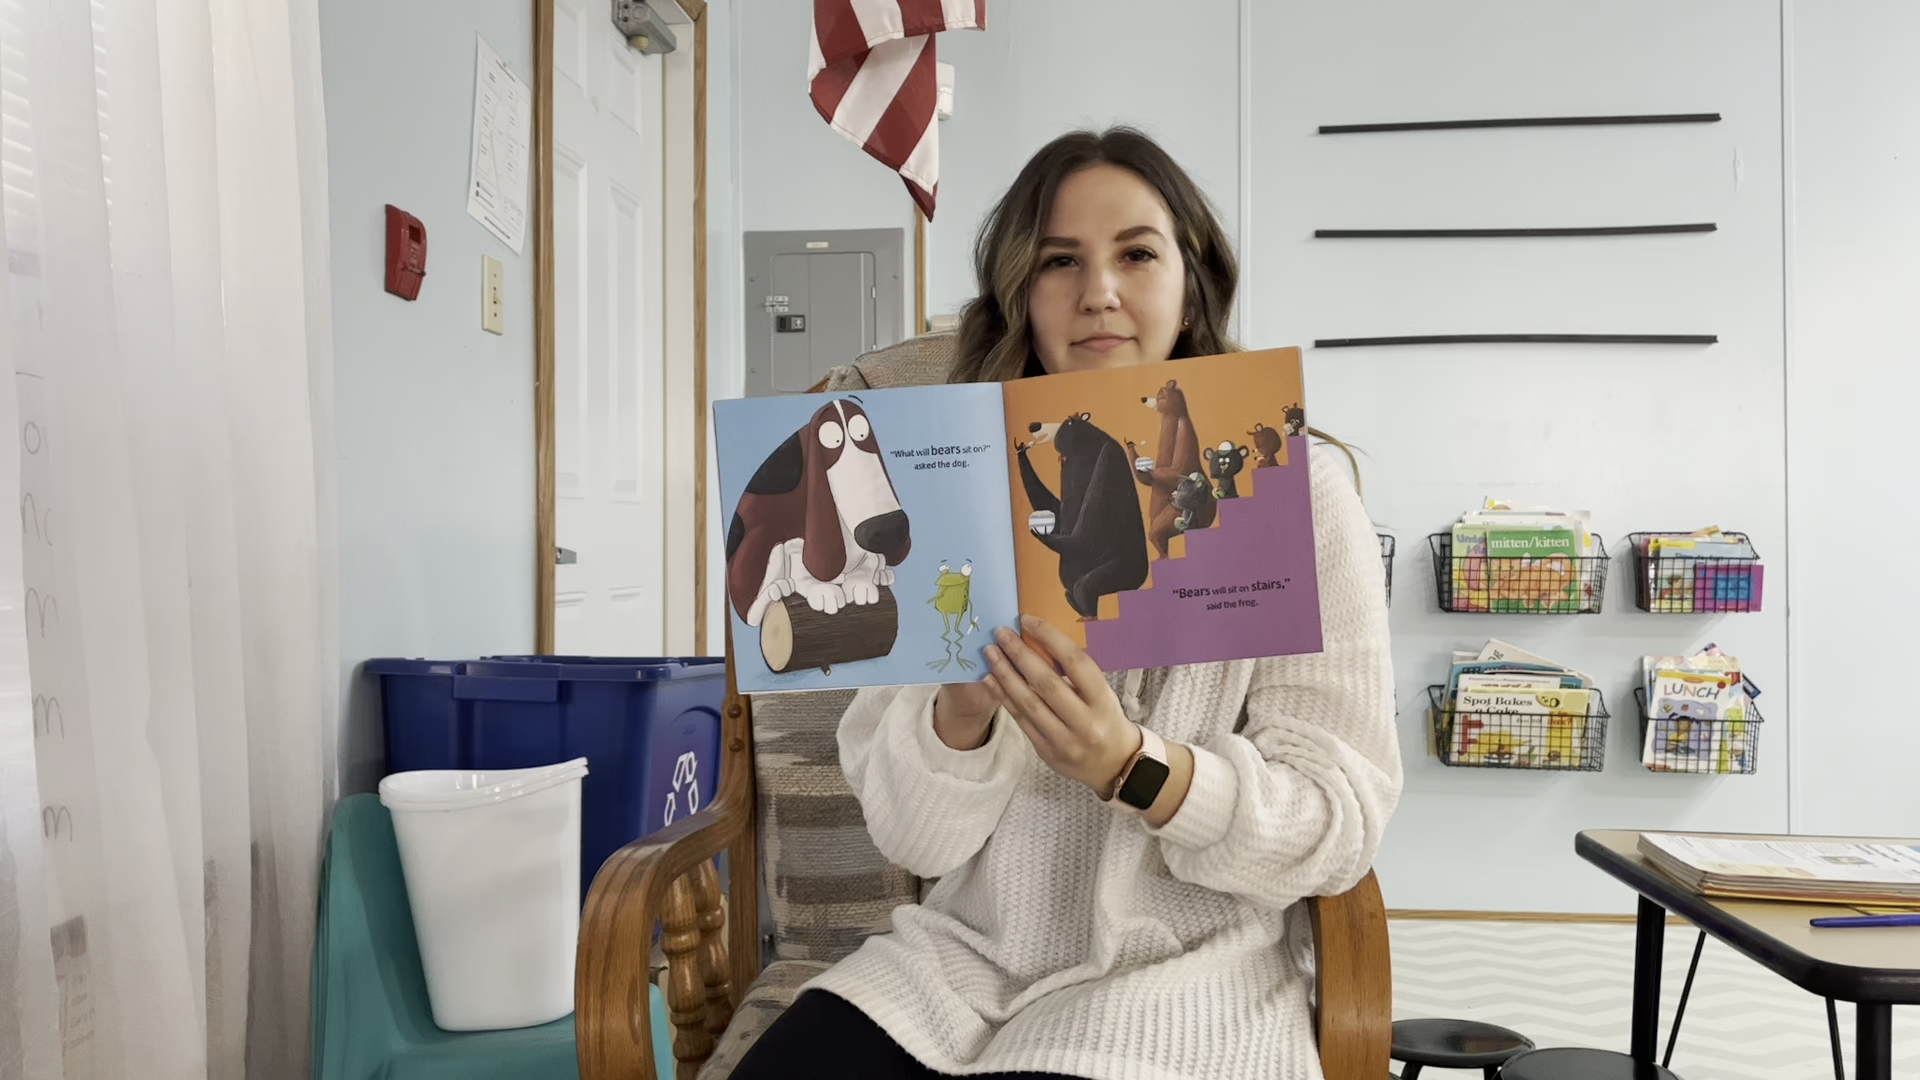 "What will bears sit on?"
asked the dog.
"Bears will sit on stairs,"
said the frog.
mitten/kitten
Spot Bakes
a Cake
LUNCH